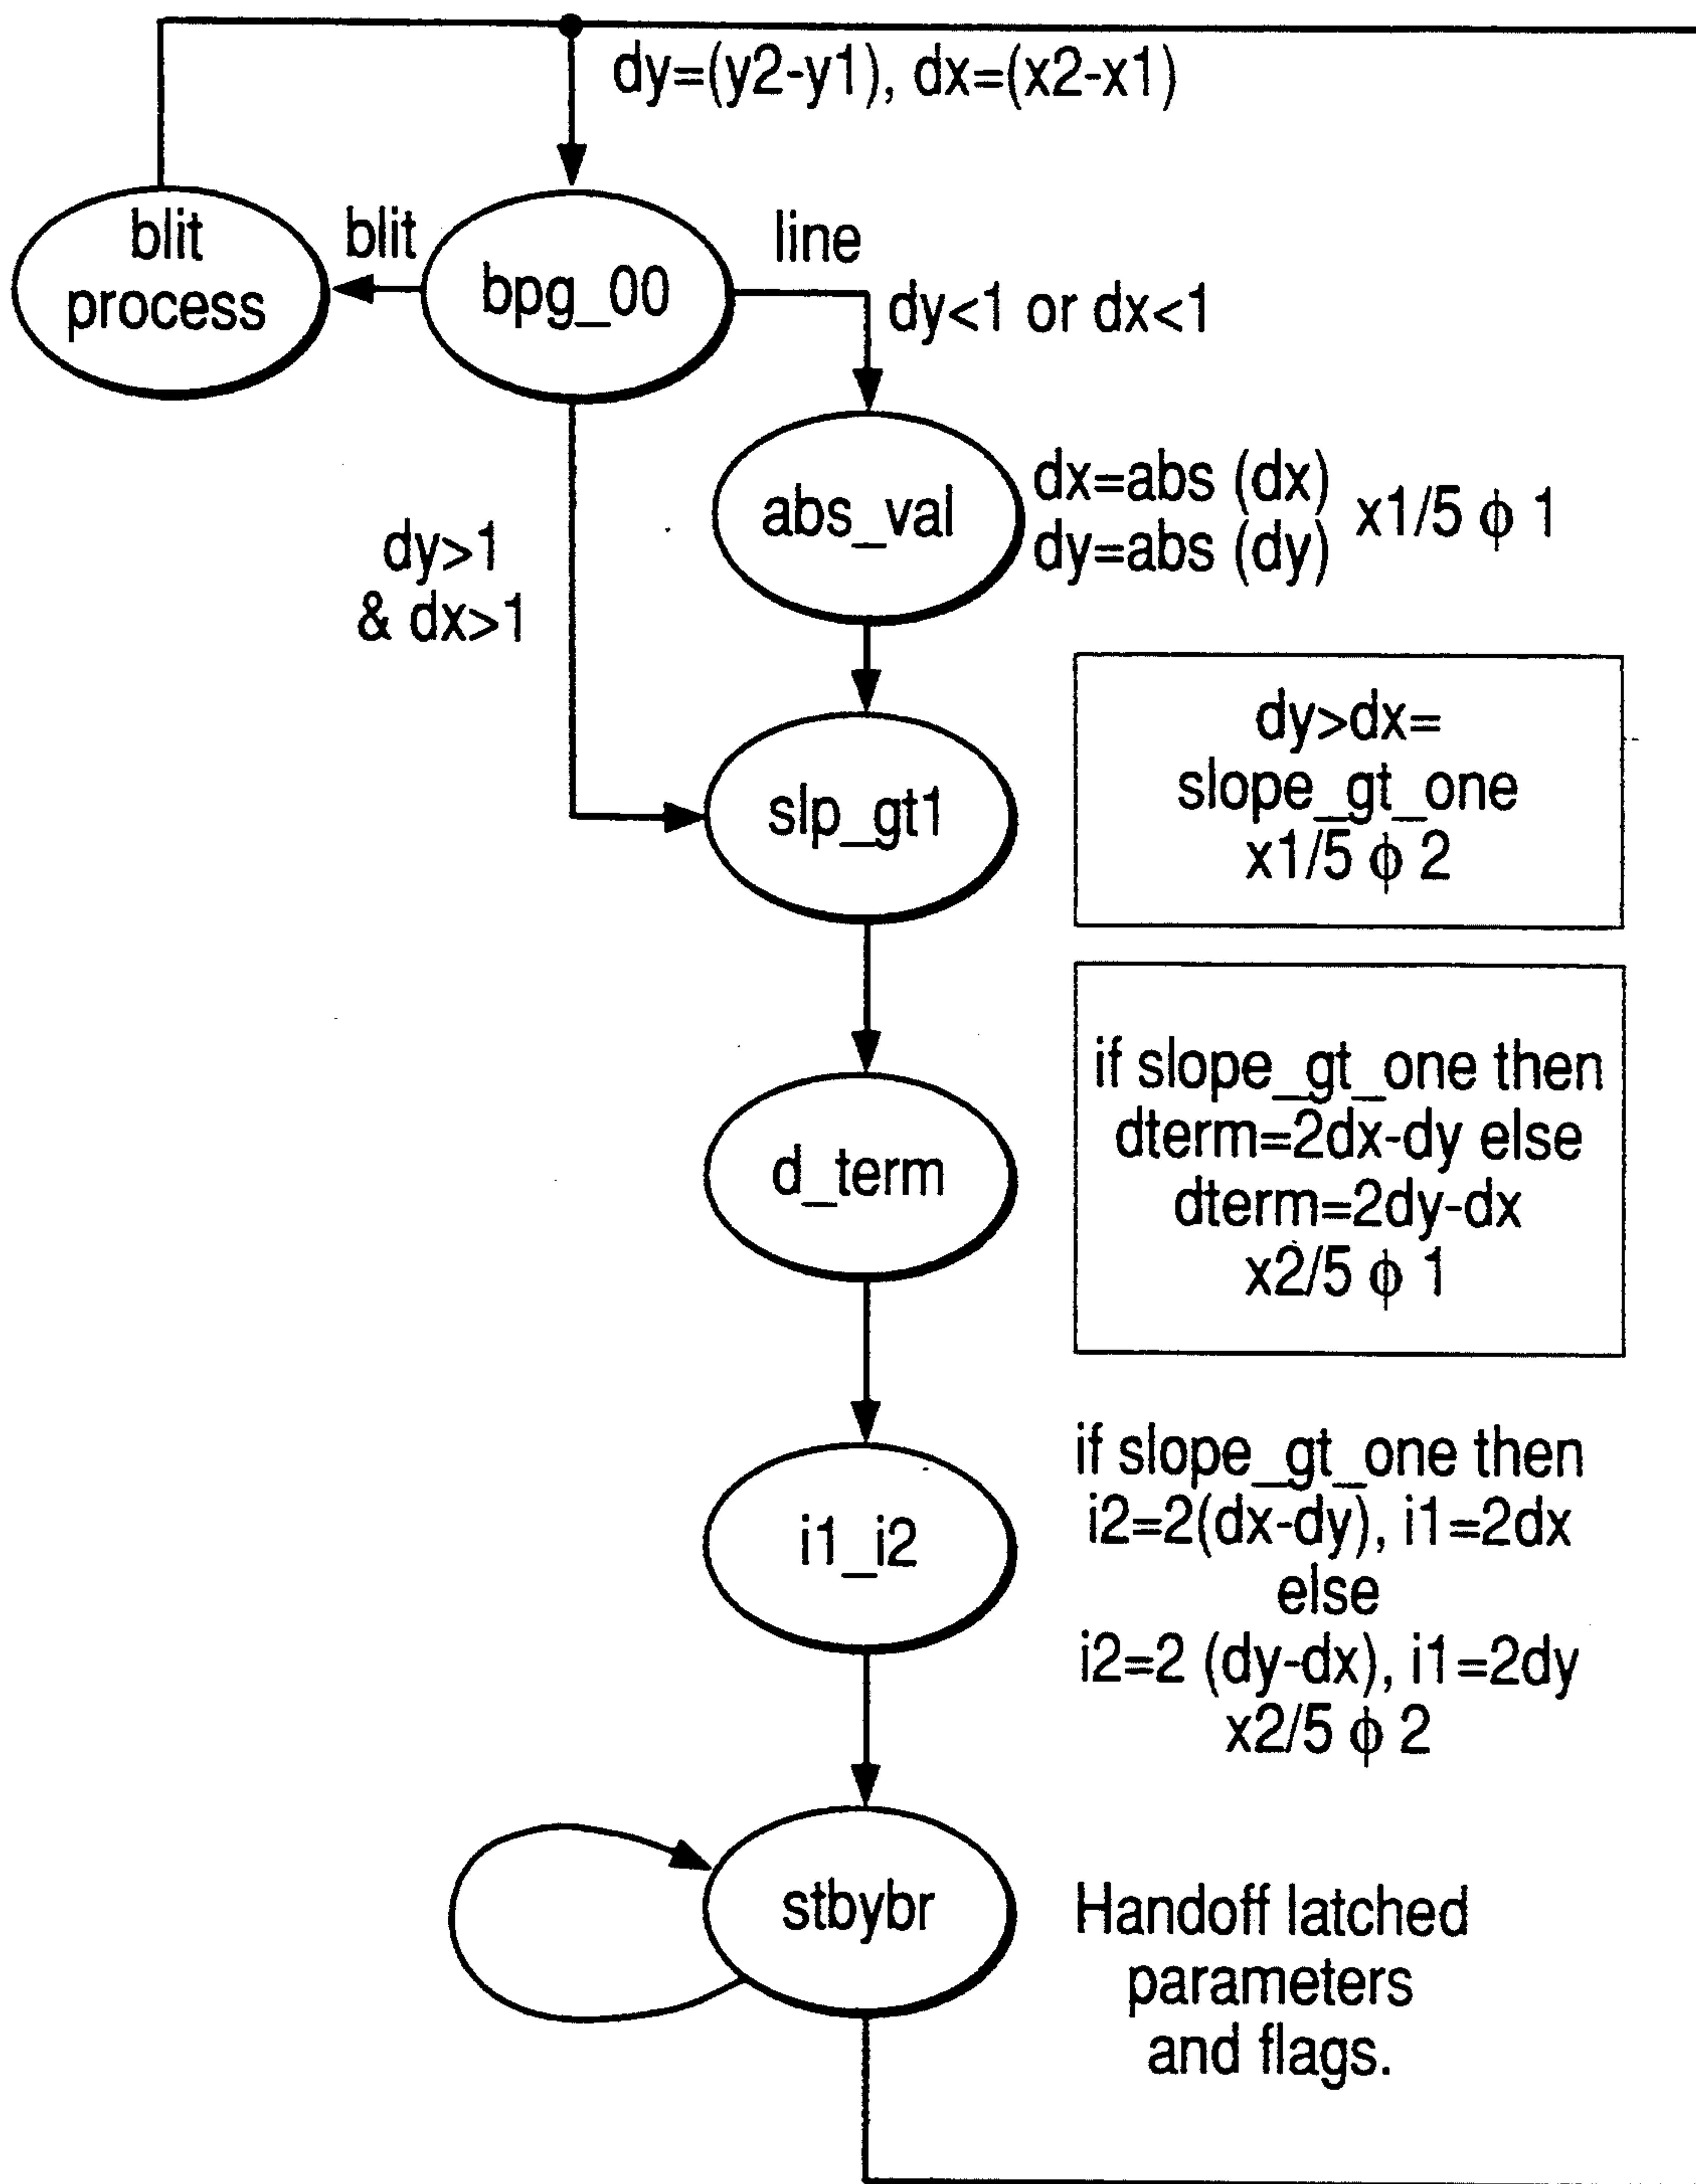 dy=(y2-y1), dx=(x2-x1)
blit
process
blit
bpg_00
line
dy<1 or dx<1
abs_val
dx=abs (dx)
dy=abs (dy)
x1/5 ϕ 1
dy>1
& dx>1
slp_gt1
dy>dx=
slope_gt_one
x1/5 ϕ 2
d_term
if slope_gt_one then
dterm=2dx-dy else
dterm=2dy-dx
x2/5 ϕ 1
i1_i2
if slope_gt_one then
i2=2(dx-dy), i1=2dx
else
i2=2 (dy-dx), i1=2dy
x2/5 ϕ 2
stbybr
Handoff latched
parameters
and flags.